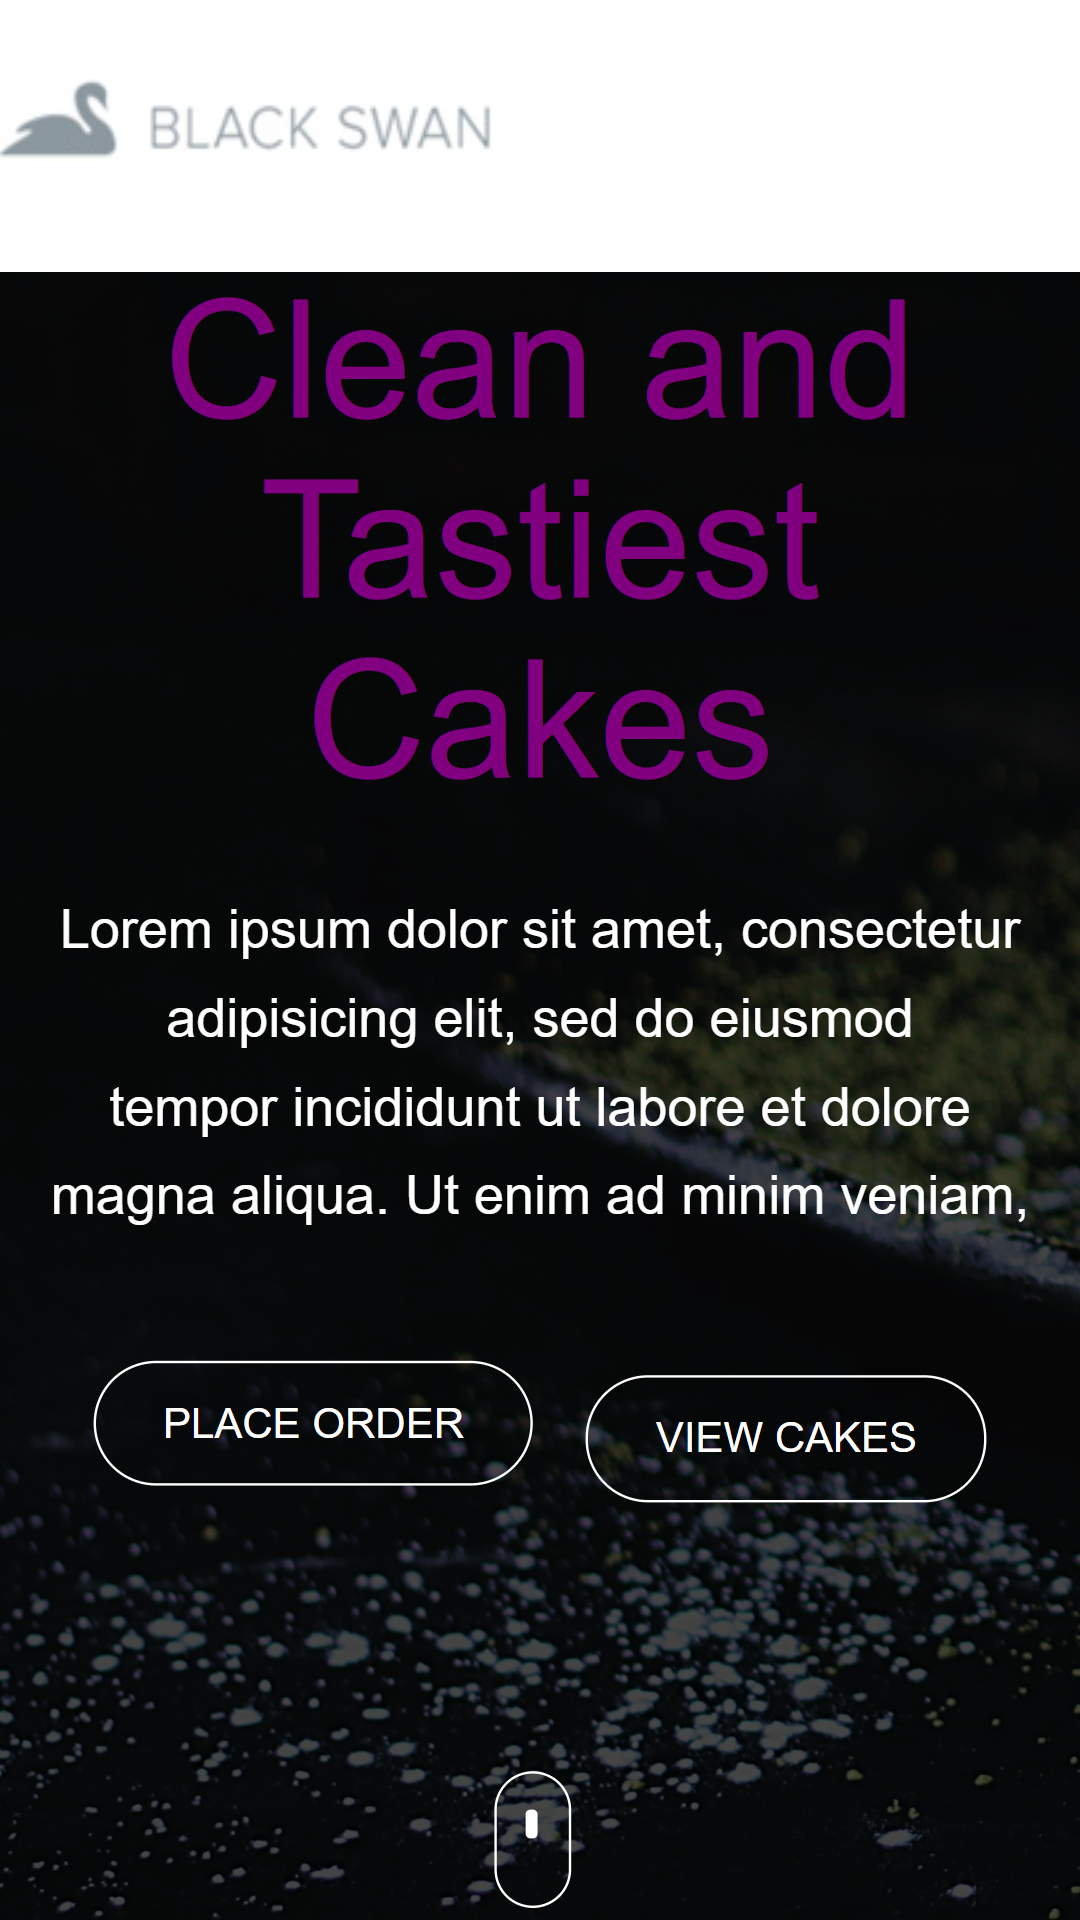 BLACK SWAN
Clean and
Tastiest
Cakes
Lorem ipsum dolor sit amet, consectetur
adipisicing elit, sed do eiusmod
tempor incididunt ut labore et dolore
magna aliqua. Ut enim ad minim veniam,
PLACE ORDER
VIEW CAKES